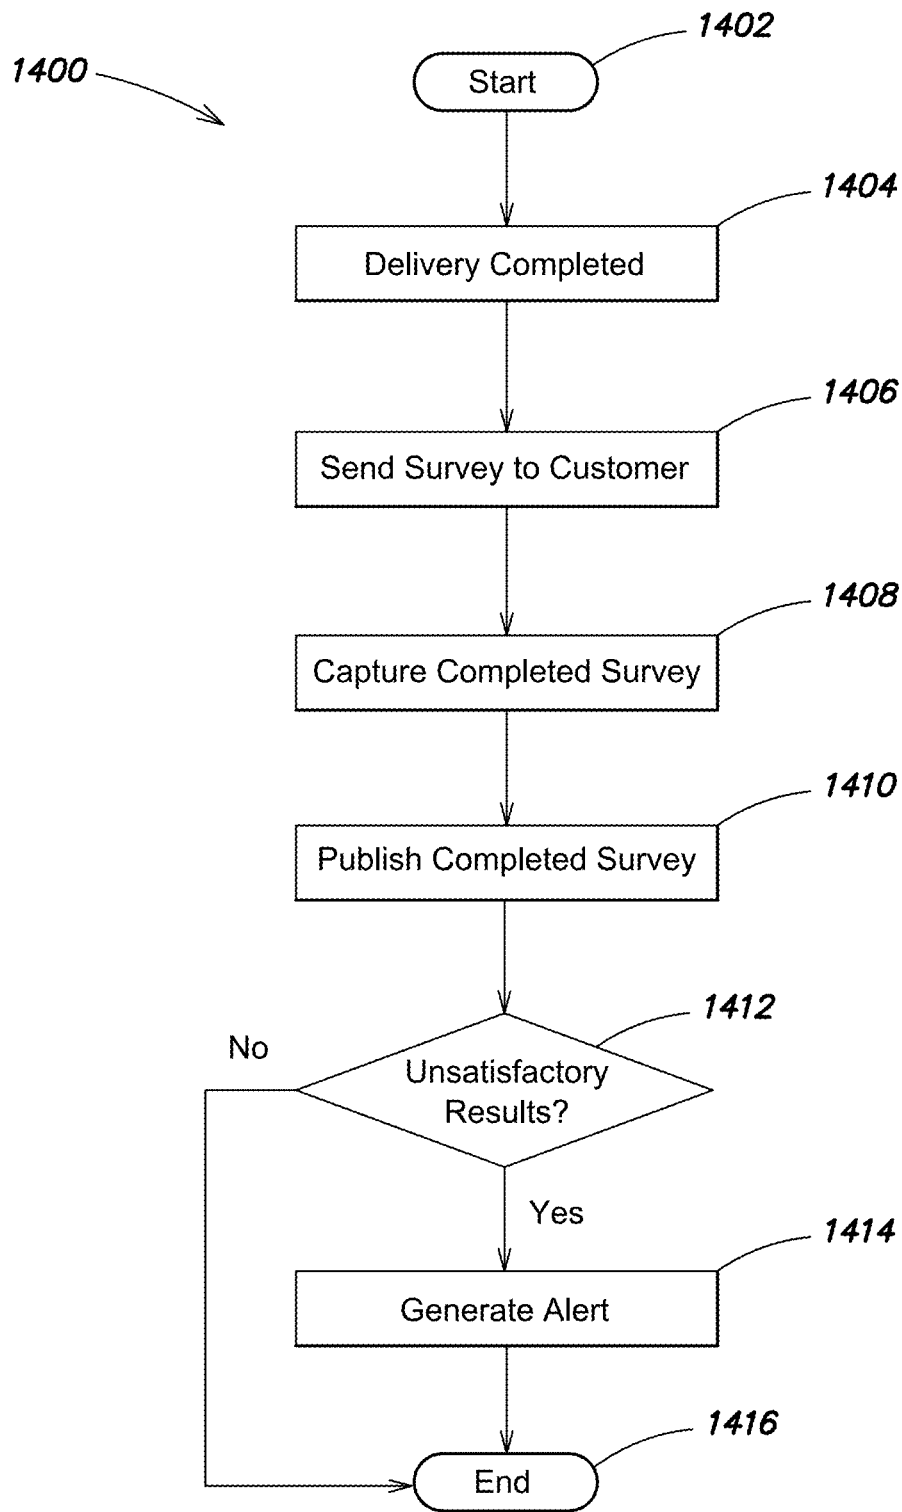 1402
1400
Start
1404
Delivery Completed
1406
Send Survey to Customer
1408
Capture Completed Survey
1410
Publish Completed Survey
1412
No
Unsatisfactory
Results?
Yes
1414
Generate Alert
1416
End